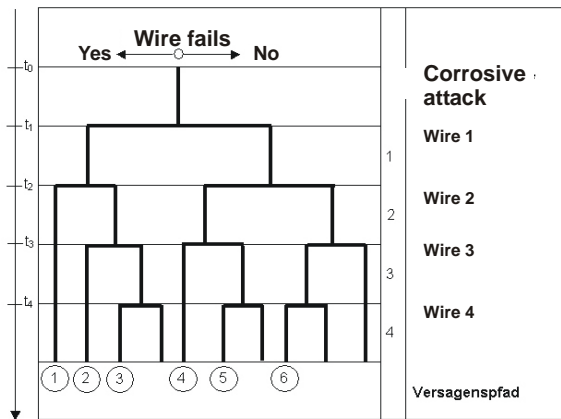 Wire fails
Yes No
t0
Corrosive
attack
t1
Wire 1
1
t2
Wire 2
2
t3
Wire 3
3
t4
Wire 4
4
1 2 3 4 5 6
Versagenspfad